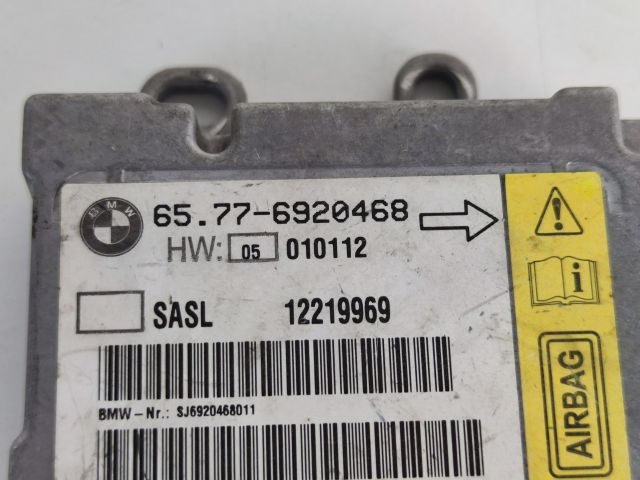 BMW
65.77-6920468
HW: 05 010112
SASL 12219969
BMW-Nr.: SJ6920468011
i
AIRBAG